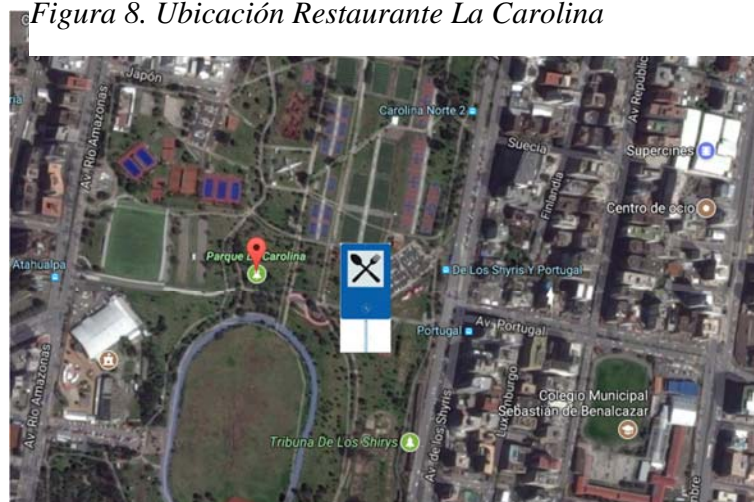 Figura 8. Ubicación Restaurante La Carolina
Japón
Av. Rio Amazonas
Carolina Norte 2
Av República
Suecia
Supercines
Finlandia
Centro de ocio
Parque La Carolina
Atahualpa
De Los Shyris Y Portugal
Portugal
Av. Portugal
Av. Rio Amazonas
Luxemburgo
Colegio Municipal
Sebastián de Benalcazar
Av. de los Shyris
Tribuna De Los Shirys